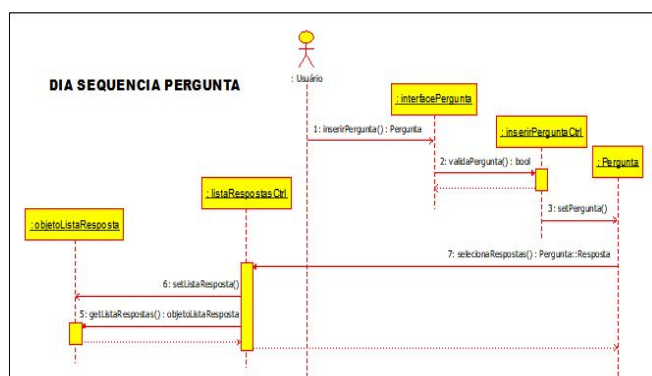 DIA SEQUENCIA PERGUNTA
: Usuário
: interfacePergunta
: inserirPerguntaCtrl
: Pergunta
: listaRespostasCtrl
: objetoListaResposta
1: inserirPergunta() : Pergunta
2: validaPergunta() : bool
3: setPergunta()
7: selecionaRespostas() : Pergunta::Resposta
6: setListaResposta()
5: getListaRespostas() : objetoListaResposta